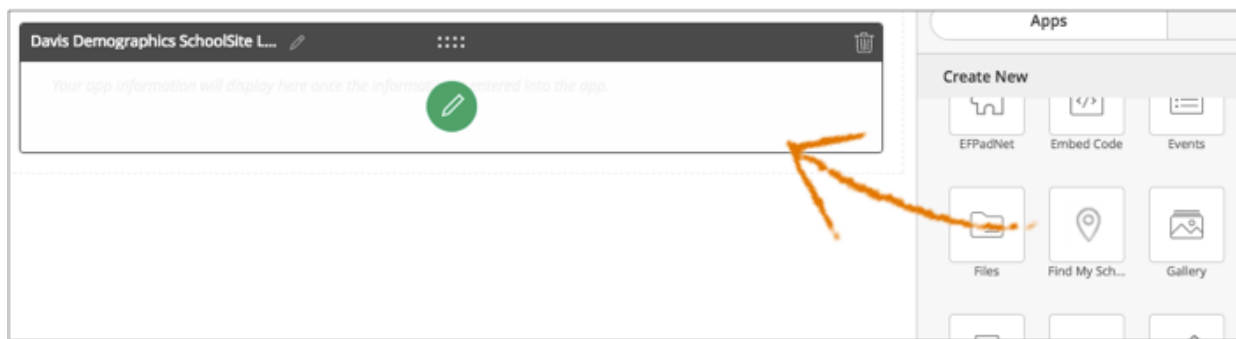 Davis Demographics SchoolSite L...
Your app information will display here once the information is entered into the app.
Apps
Create New
EFPadNet
Embed Code
Events
Files
Find My Sch...
Gallery